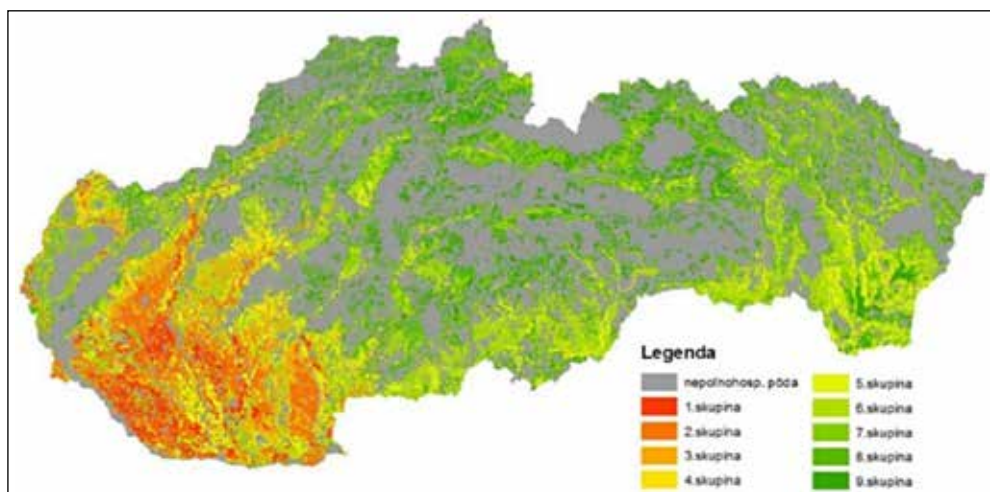 Legenda
nepoľnohosp. pôda
1.skupina
2.skupina
3.skupina
4.skupina
5.skupina
6.skupina
7.skupina
8.skupina
9.skupina